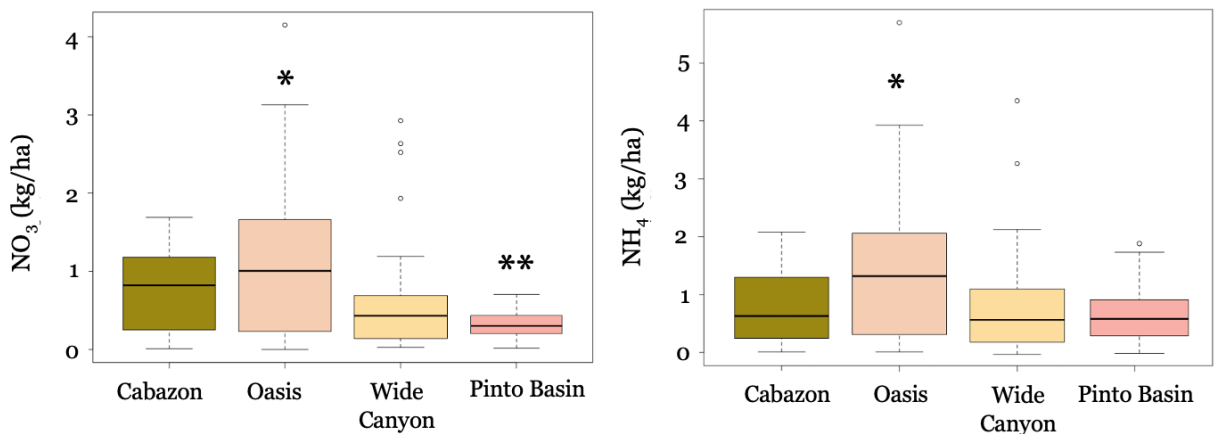 NO3 (kg/ha)
4
3
2
1
0
*
**
Cabazon
Oasis
Wide
Canyon
Pinto Basin
NH4 (kg/ha)
5
4
3
2
1
0
*
Cabazon
Oasis
Wide
Canyon
Pinto Basin